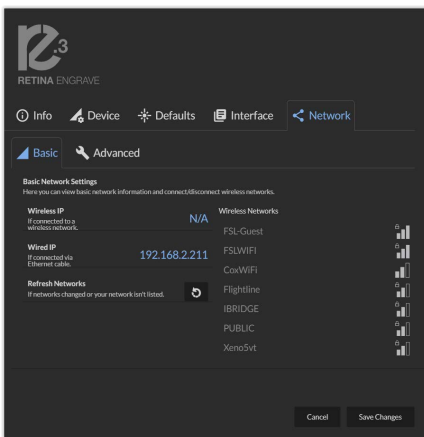 re.3
RETINA ENGRAVE
Info
Device
Defaults
Interface
Network
Basic
Advanced
Basic Network Settings
Here you can view basic network information and connect/disconnect wireless networks.
Wireless IP
If connected to a
wireless network.
N/A
Wired IP
If connected via
Ethernet cable.
192.168.2.211
Refresh Networks
If networks changed or your network isn't listed.
Wireless Networks
FSL-Guest
FSLWIFI
CoxWiFi
Flightline
IBRIDGE
PUBLIC
Xeno5vt
Cancel
Save Changes